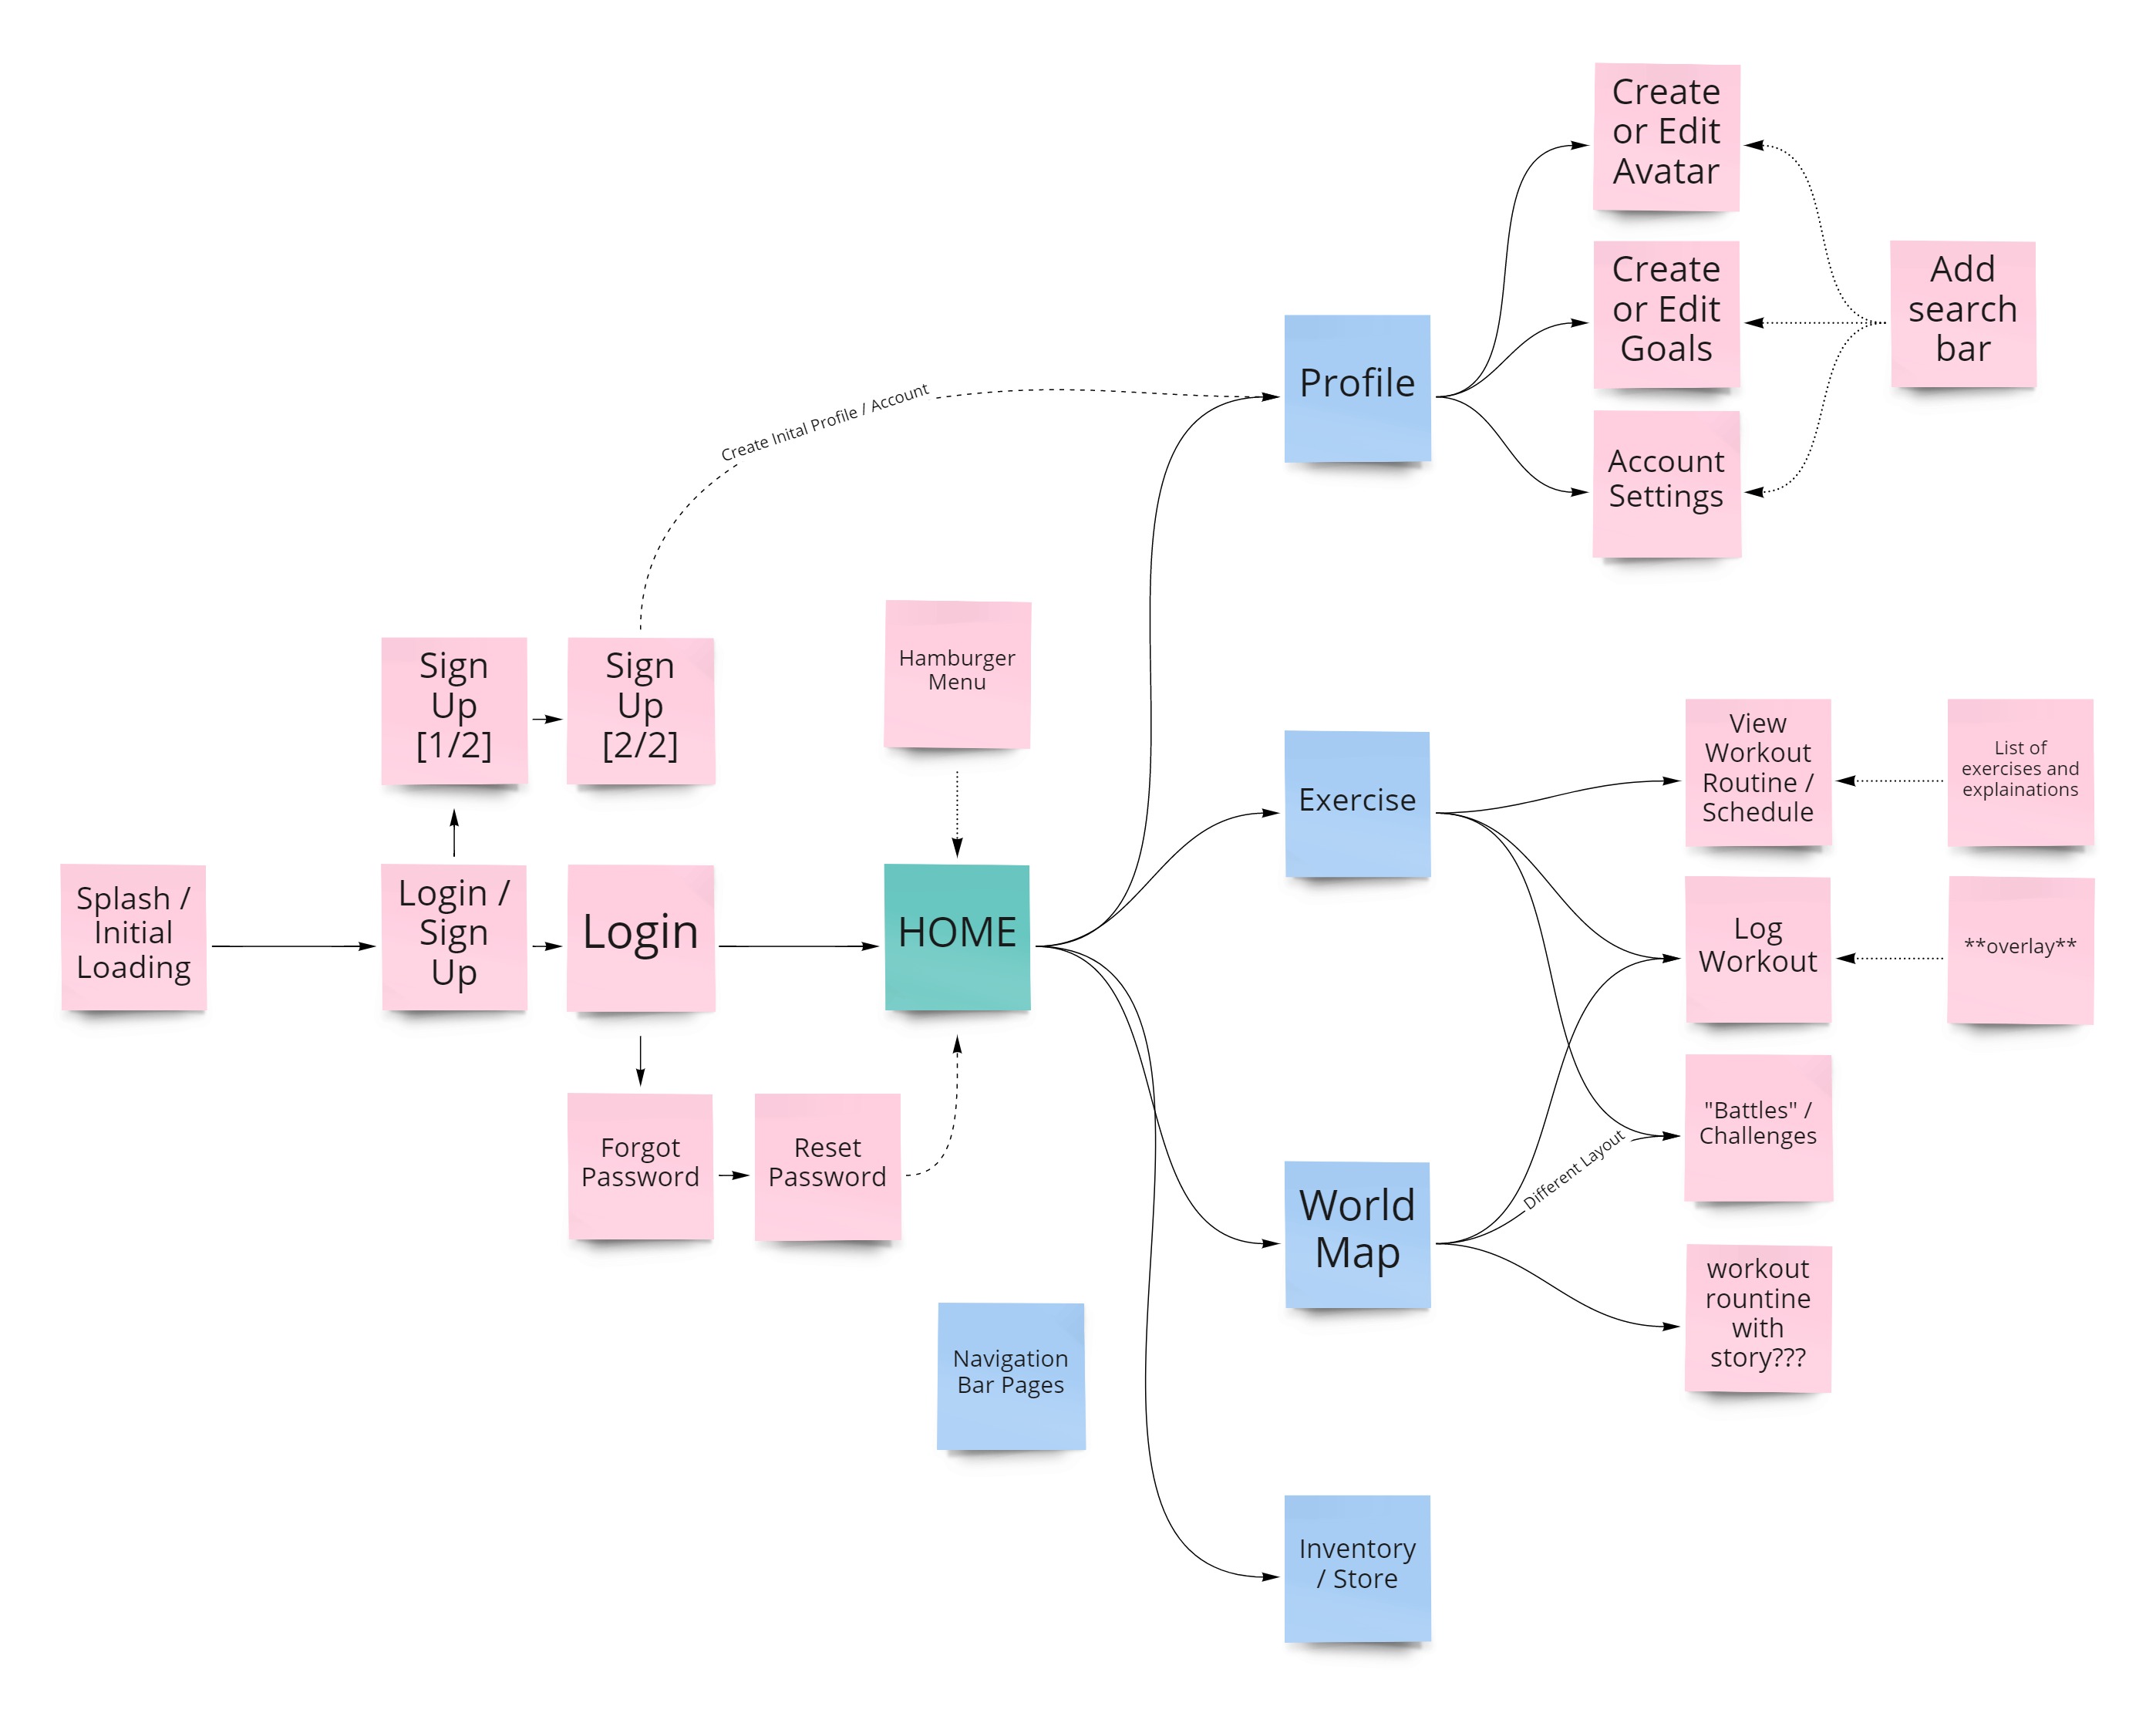 Create
or Edit
Avatar
Create
or Edit
Goals
Add
search
bar
Profile
Account
Settings
Create Inital Profile / Account
Sign
Up
[1/2]
Sign
Up
[2/2]
Hamburger
Menu
View
Workout
Routine /
Schedule
List of
exercises and
explainations
Exercise
Splash /
Initial
Loading
Login /
Sign
Up
Login
HOME
Log
Workout
**overlay**
Forgot
Password
Reset
Password
"Battles" /
Challenges
Different Layout
World
Map
workout
rountine
with
story???
Navigation
Bar Pages
Inventory
/ Store